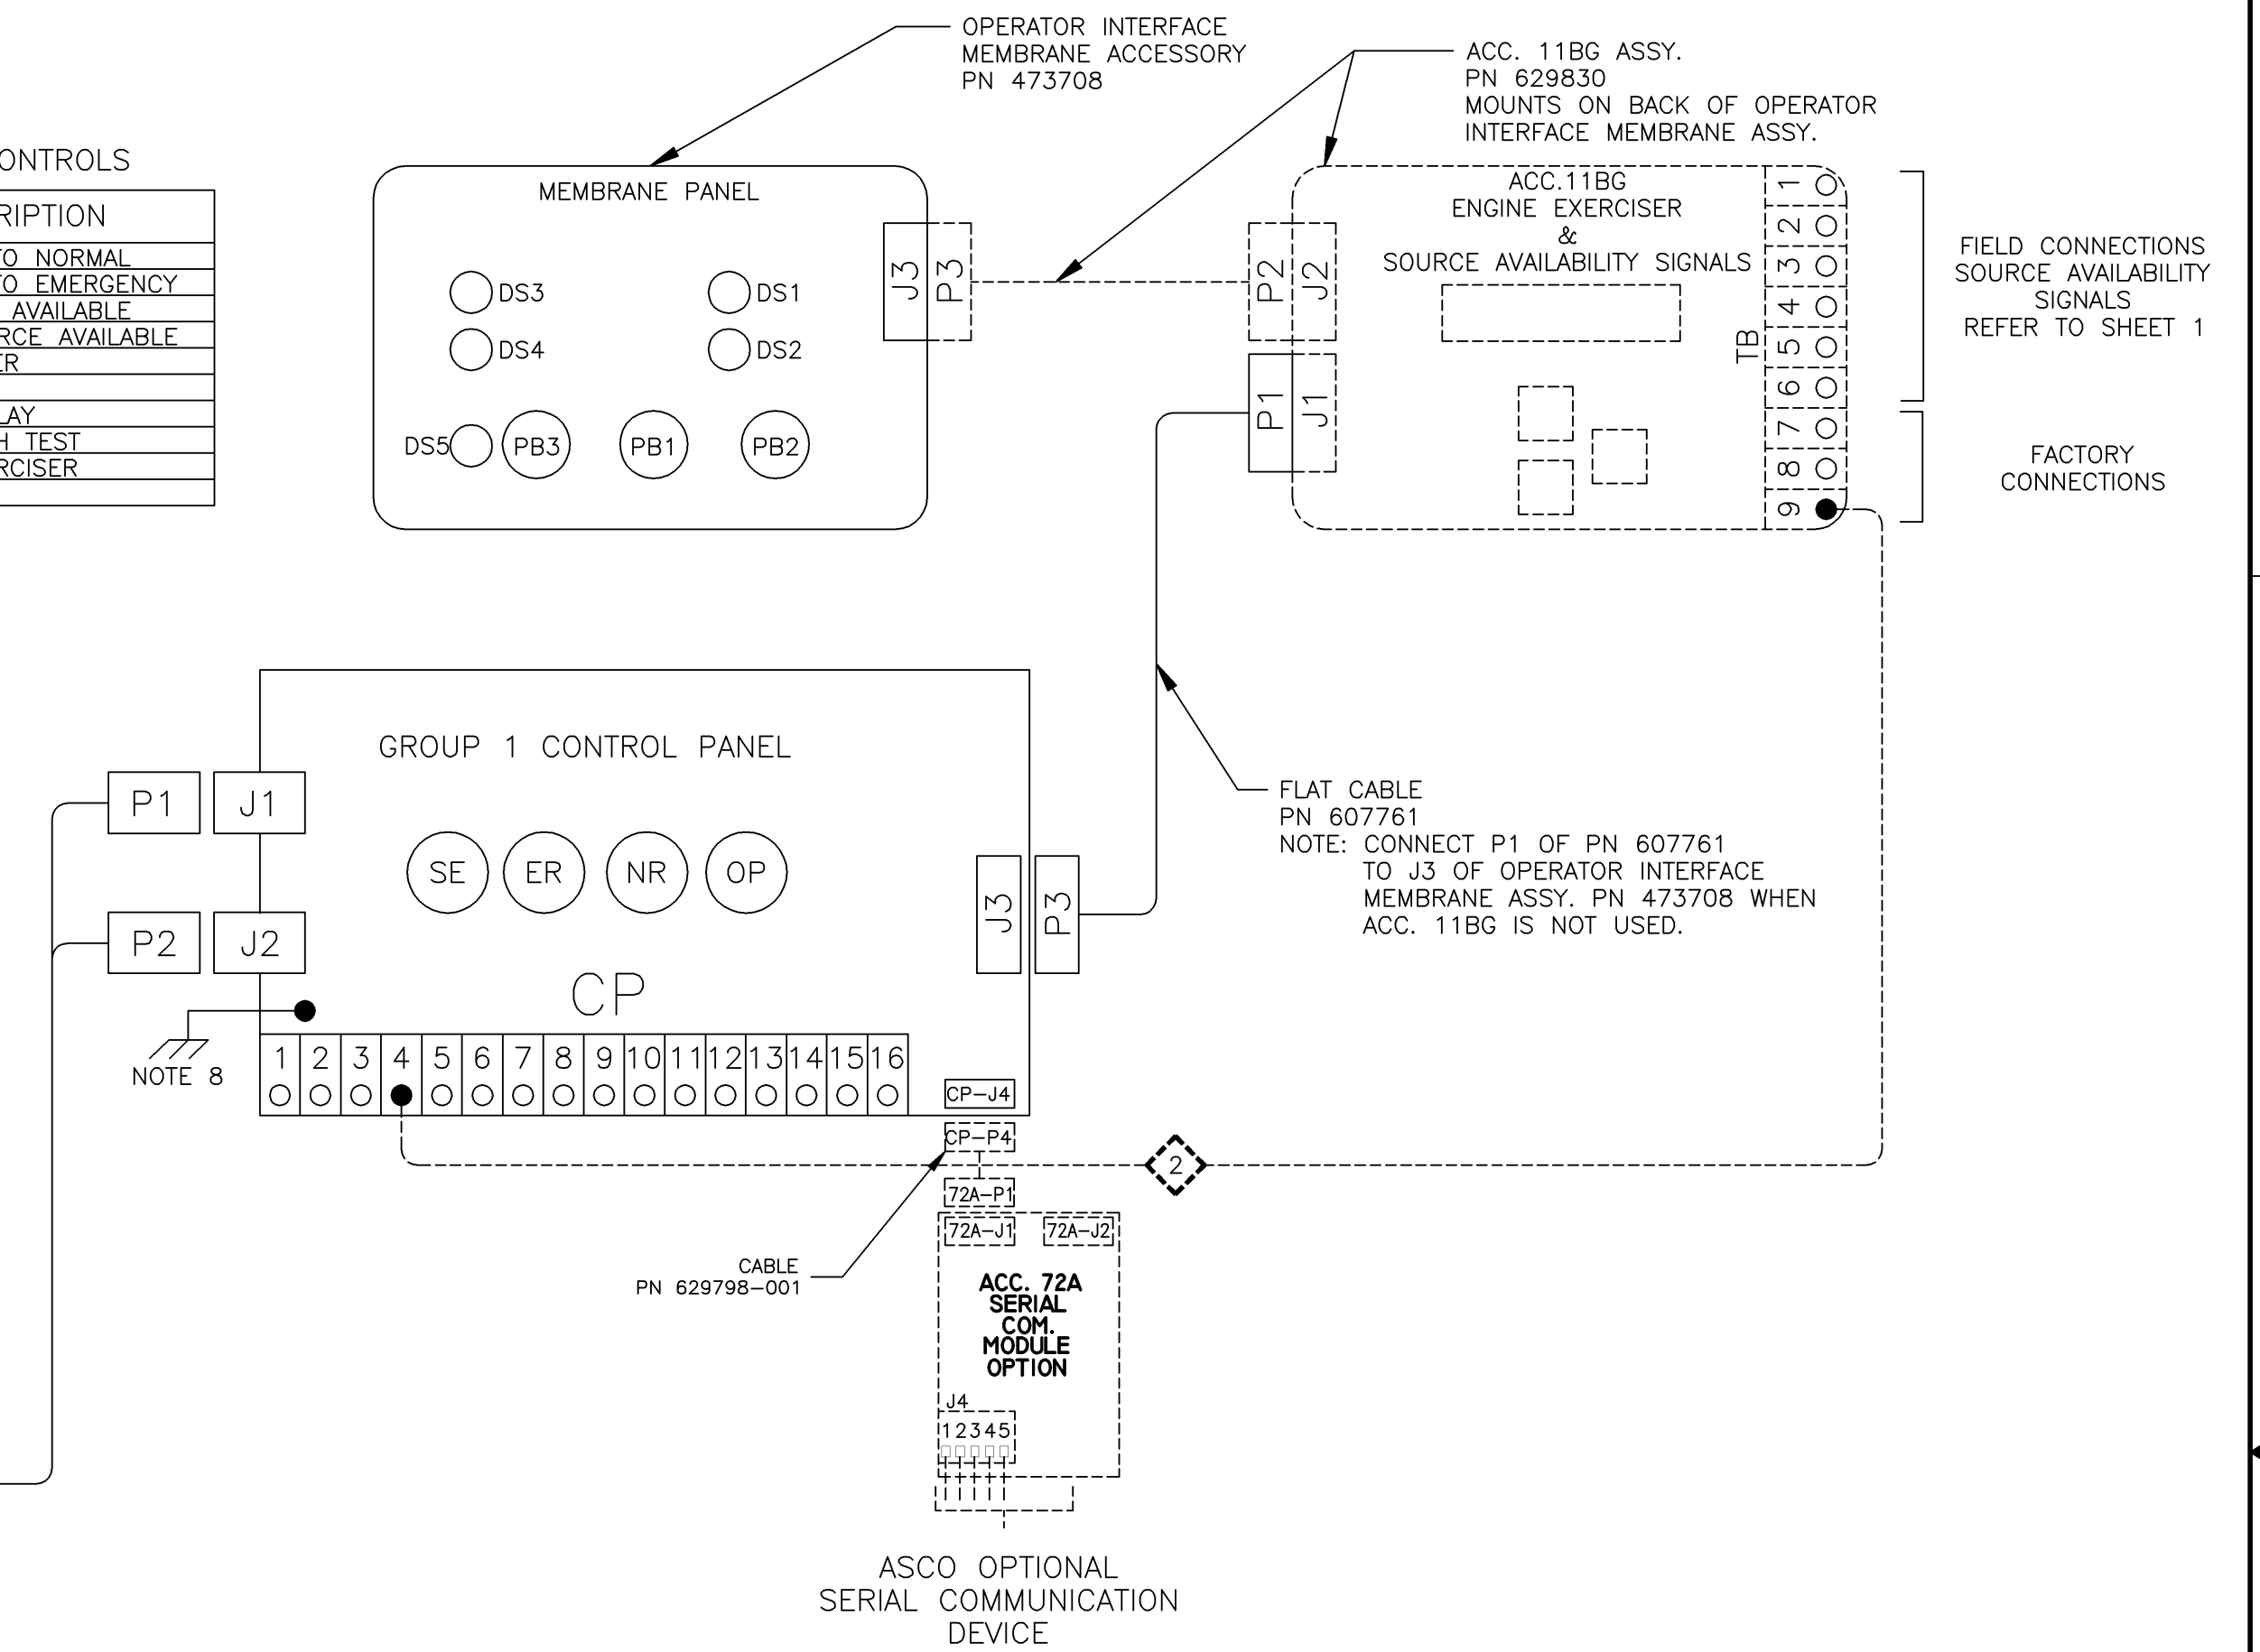 OPERATOR INTERFACE
MEMBRANE ACCESSORY
PN 473708
ACC. 11BG ASSY.
PN 629830
MOUNTS ON BACK OF OPERATOR
INTERFACE MEMBRANE ASSY.
ONTROLS
RIPTION
TO NORMAL
TO EMERGENCY
AVAILABLE
RCE AVAILABLE
ER
LAY
H TEST
RCISER
MEMBRANE PANEL
DS3
DS1
DS4
DS2
DS5
PB3
PB1
PB2
J3
P3
P2
J2
P1
J1
ACC.11BG
ENGINE EXERCISER
&
SOURCE AVAILABILITY SIGNALS
TB
1
2
3
4
5
6
7
8
9
FIELD CONNECTIONS
SOURCE AVAILABILITY
SIGNALS
REFER TO SHEET 1
FACTORY
CONNECTIONS
GROUP 1 CONTROL PANEL
P1
J1
SE
ER
NR
OP
P2
J2
J3
P3
CP
NOTE 8
1 2 3 4 5 6 7 8 9 10 11 12 13 14 15 16
CP-J4
CP-P4
FLAT CABLE
PN 607761
NOTE: CONNECT P1 OF PN 607761
TO J3 OF OPERATOR INTERFACE
MEMBRANE ASSY. PN 473708 WHEN
ACC. 11BG IS NOT USED.
2
72A-P1
72A-J1
72A-J2
CABLE
PN 629798-001
ACC. 72A
SERIAL
COM.
MODULE
OPTION
J4
12345
ASCO OPTIONAL
SERIAL COMMUNICATION
DEVICE